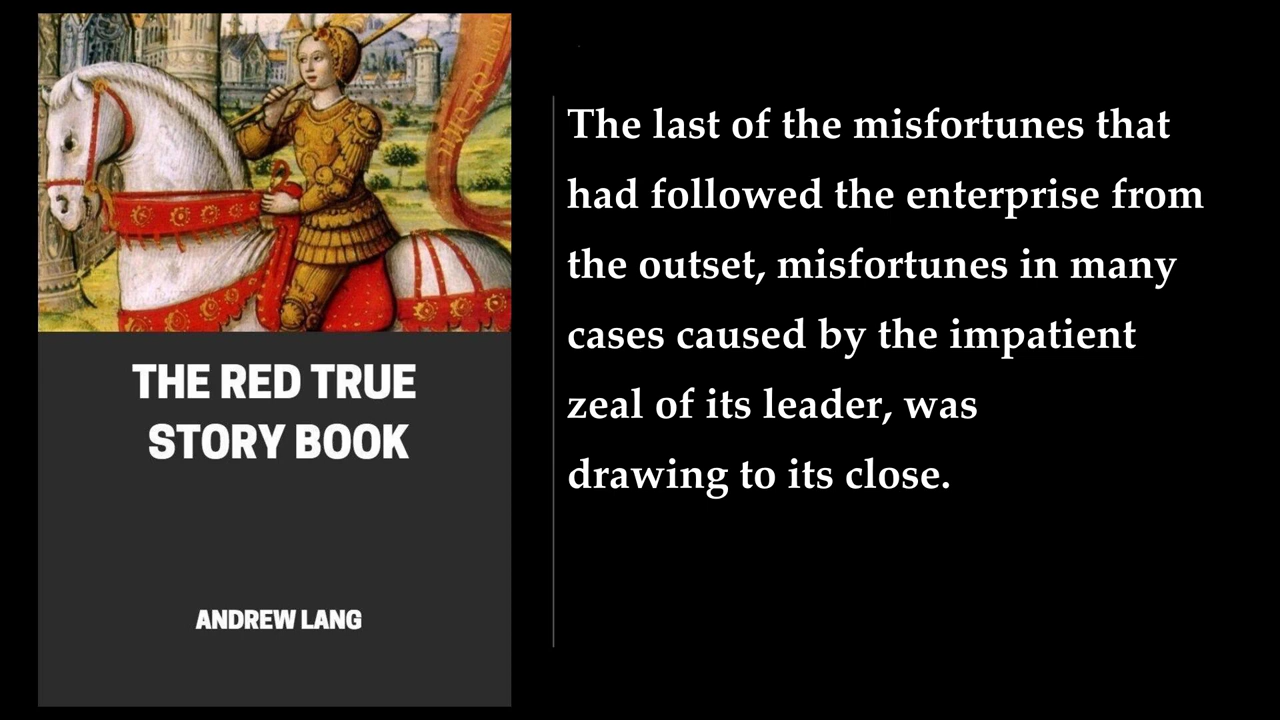 THE RED TRUE
STORY BOOK
ANDREW LANG
The last of the misfortunes that
had followed the enterprise from
the outset, misfortunes in many
cases caused by the impatient
zeal of its leader, was
drawing to its close.